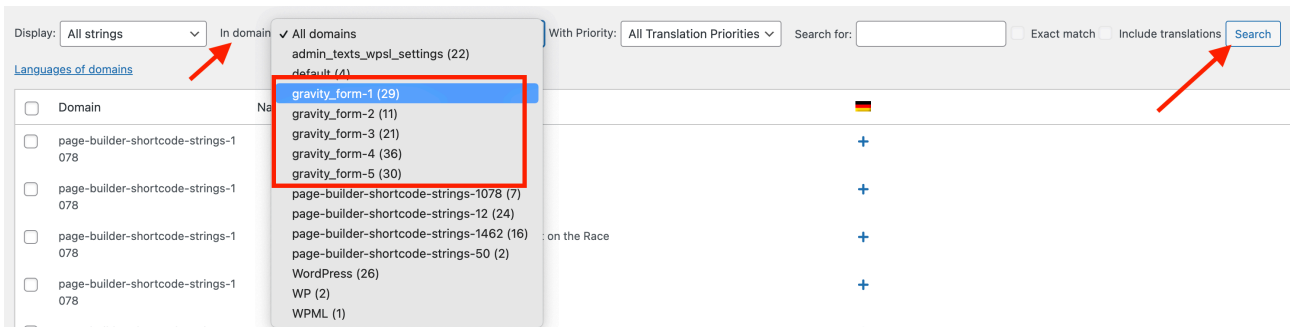 Display: All strings In domain With Priority: All Translation Priorities Search for: Exact match Include translations Search
✓ All domains
admin_texts_wpsl_settings (22)
default (4)
gravity_form-1 (29)
gravity_form-2 (11)
gravity_form-3 (21)
gravity_form-4 (36)
gravity_form-5 (30)
page-builder-shortcode-strings-1078 (7)
page-builder-shortcode-strings-12 (24)
page-builder-shortcode-strings-1462 (16)
page-builder-shortcode-strings-50 (2)
WordPress (26)
WP (2)
WPML (1)
Languages of domains
Domain Na
page-builder-shortcode-strings-1
078
page-builder-shortcode-strings-1
078
page-builder-shortcode-strings-1
078
on the Race
page-builder-shortcode-strings-1
078